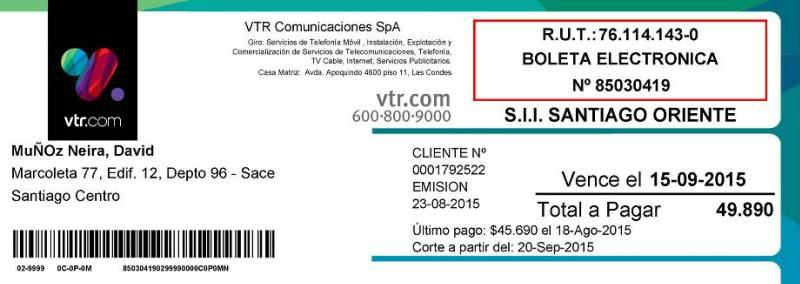 vtr.com
VTR Comunicaciones SpA
Giro: Servicios de Telefonía Móvil , Instalación, Explotación y
Comercialización de Servicios de Telecomunicaciones, Telefonía,
TV Cable, Internet, Servicios Publicitarios.
Casa Matriz: Avda. Apoquindo 4800 piso 11, Las Condes
vtr.com
600-800-9000
R.U.T.: 76.114.143-0
BOLETA ELECTRONICA
Nº 85030419
S.I.I. SANTIAGO ORIENTE
MuÑOz Neira, David
Marcoleta 77, Edif. 12, Depto 96 - Sace
Santiago Centro
CLIENTE Nº
0001792522
EMISION
23-08-2015
Vence el 15-09-2015
Total a Pagar 49.890
Último pago: $45.690 el 18-Ago-2015
Corte a partir del: 20-Sep-2015
02-9999 0C-0P-0M 850304190299990000C0P0MN